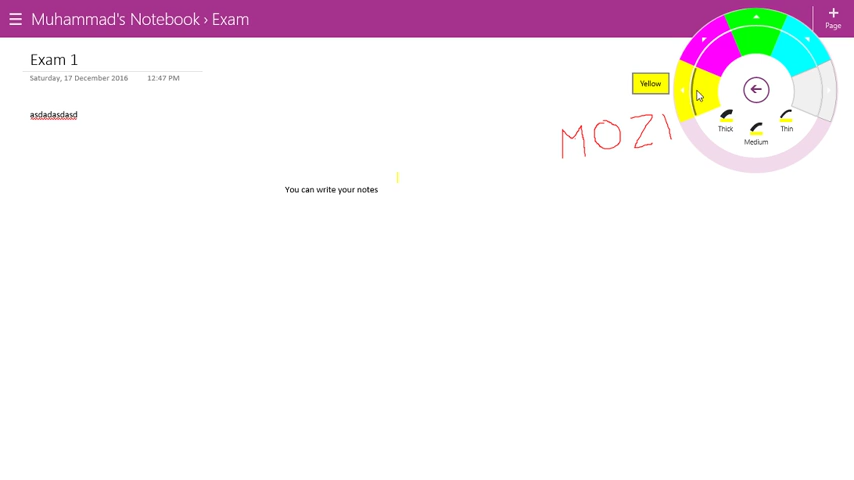 Muhammad's Notebook › Exam
Page
Exam 1
Saturday, 17 December 2016 12:47 PM
Yellow
asdadasdasd
MOZI
Thick
Medium
Thin
You can write your notes